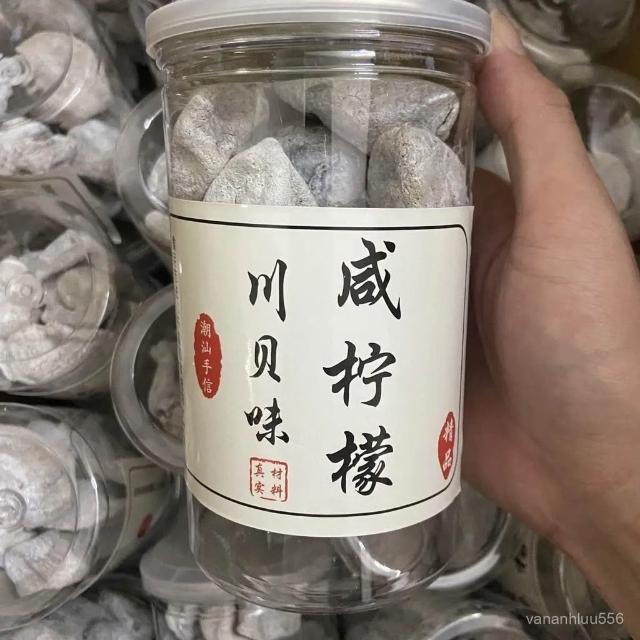 咸柠檬
川贝味
潮汕手信
材料
真实
精品
vananhluu556